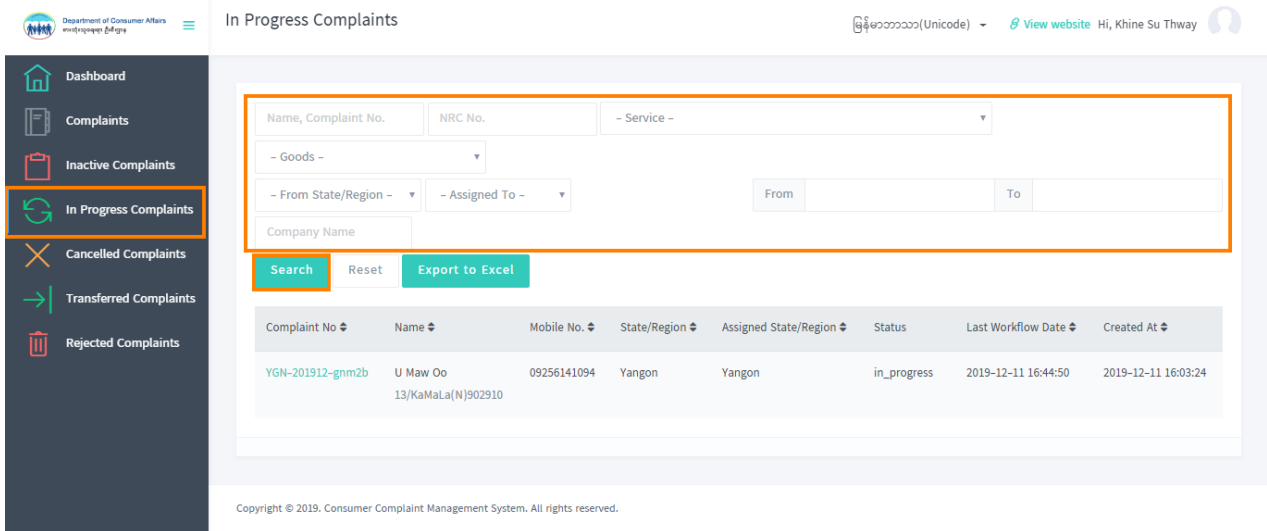 Department of Consumer Affairs
In Progress Complaints
မြန်မာဘာသာ(Unicode)
View website Hi, Khine Su Thway
Dashboard
Complaints
Inactive Complaints
In Progress Complaints
Cancelled Complaints
Transferred Complaints
Rejected Complaints
Name, Complaint No. NRC No. – Service –
– Goods –
– From State/Region – – Assigned To – From To
Company Name
Search Reset Export to Excel
Complaint No Name Mobile No. State/Region Assigned State/Region Status Last Workflow Date Created At
YGN–201912–gnm2b U Maw Oo 09256141094 Yangon Yangon in_progress 2019–12–11 16:44:50 2019–12–11 16:03:24
13/KaMaLa(N)902910
Copyright © 2019. Consumer Complaint Management System. All rights reserved.